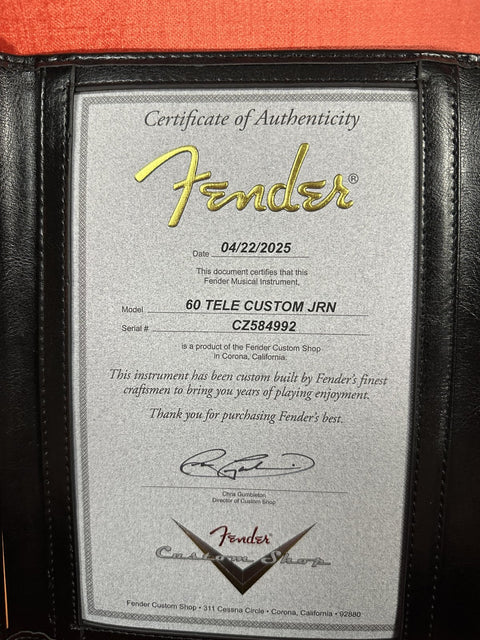 Certificate of Authenticity
Fender®
Date 04/22/2025
This document certifies that this
Fender Musical Instrument,
Model 60 TELE CUSTOM JRN
Serial # CZ584992
is a product of the Fender Custom Shop
in Corona, California.
This instrument has been custom built by Fender's finest
craftsmen to bring you years of playing enjoyment.
Thank you for purchasing Fender's best.
Chris Gumbleton
Director of Custom Shop
Fender
Custom Shop
Fender Custom Shop • 311 Cessna Circle • Corona, California • 92880